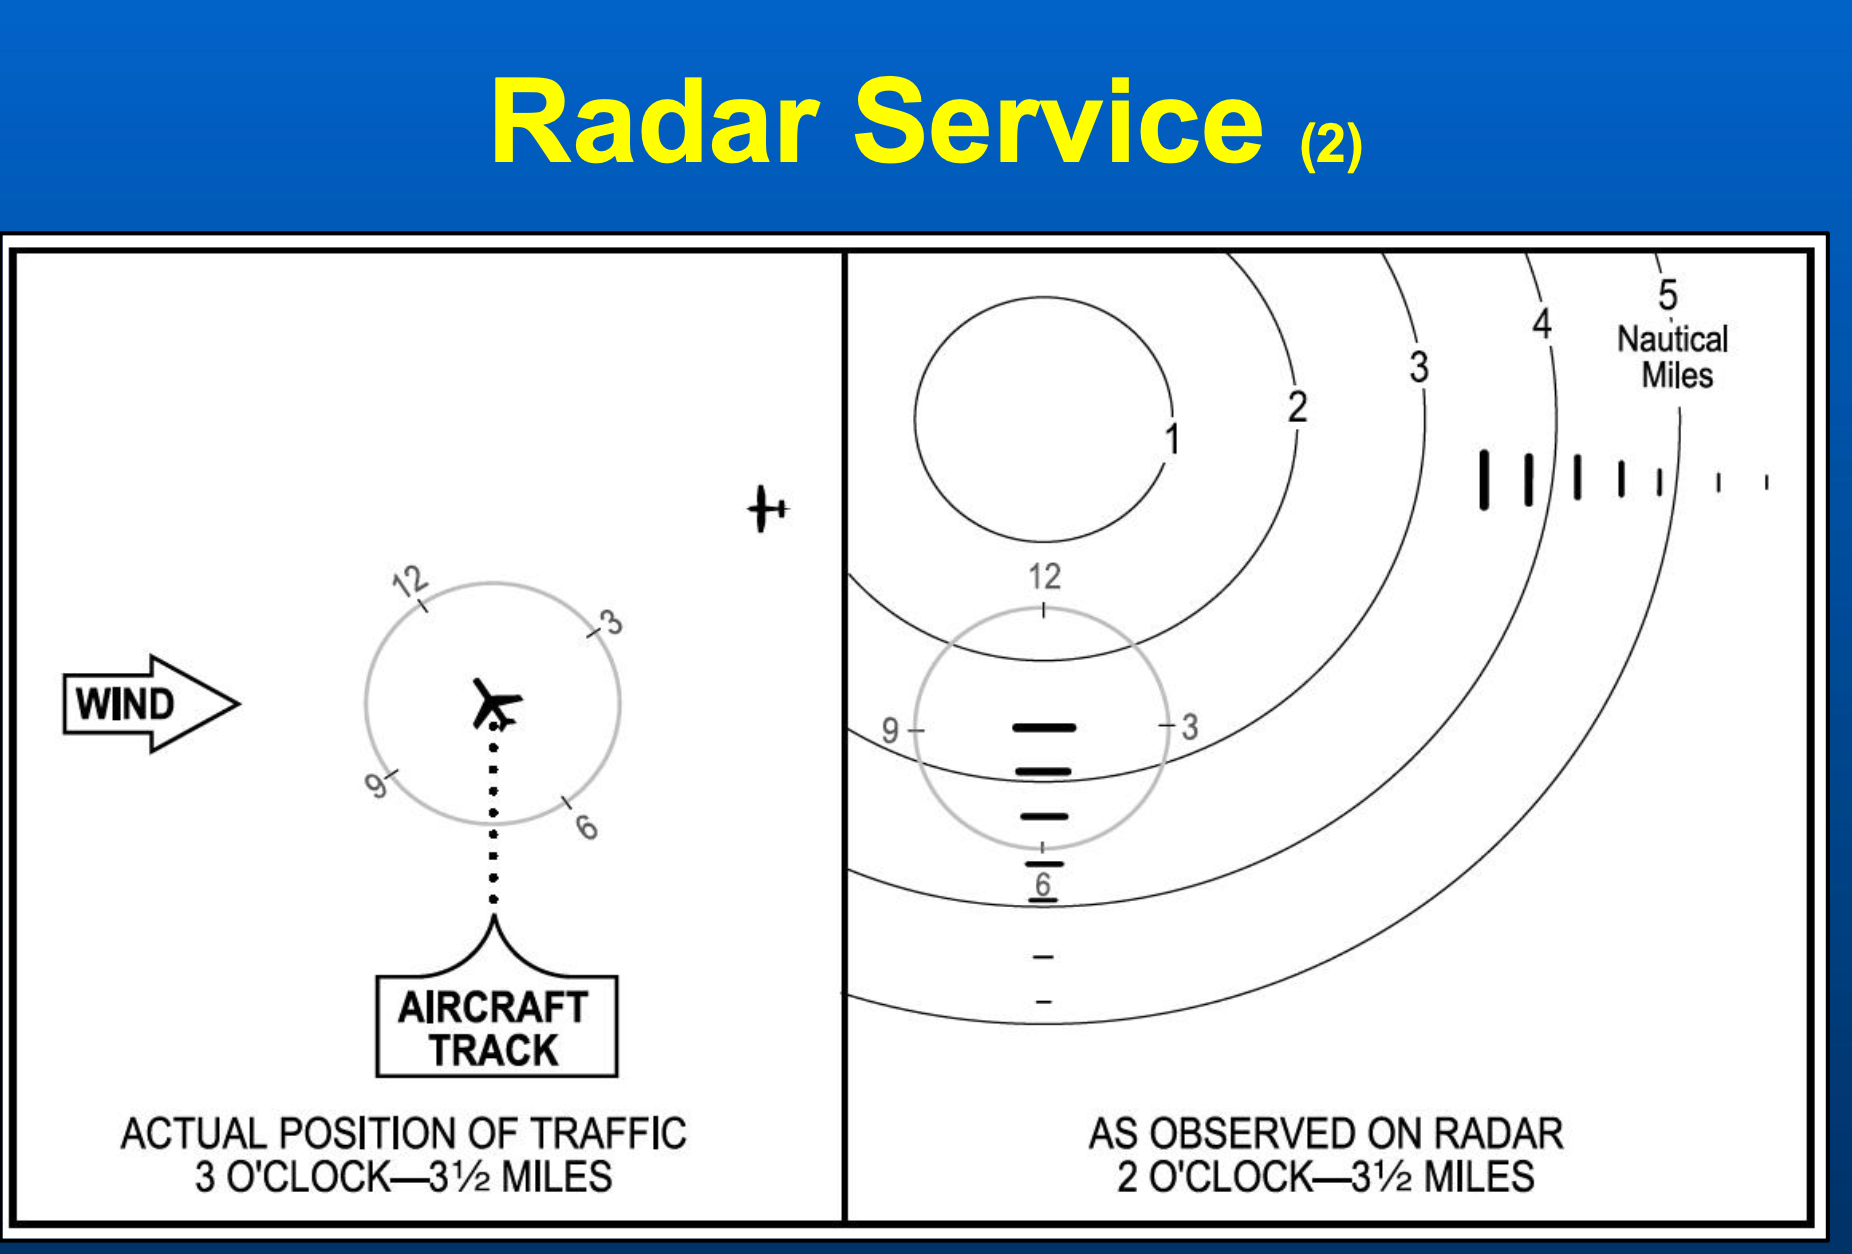 Radar Service (2)
12
3
WIND
9
6
AIRCRAFT
TRACK
ACTUAL POSITION OF TRAFFIC
3 O'CLOCK—3½ MILES
5
Nautical
Miles
4
3
2
1
12
9
3
6
AS OBSERVED ON RADAR
2 O'CLOCK—3½ MILES